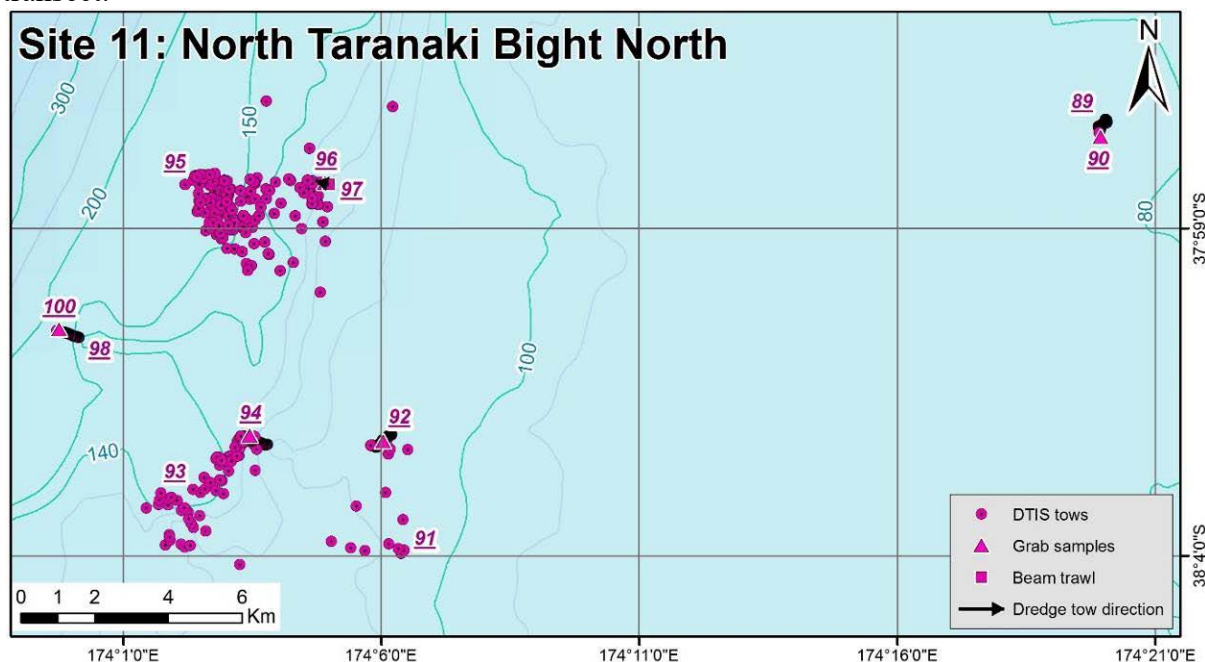 Site 11: North Taranaki Bight North
N
300
150
89
95
96
90
97
200
80
37°59'0"S
100
98
100
94
92
140
93
91
DTIS tows
Grab samples
Beam trawl
Dredge tow direction
38°4'0"S
0 1 2 4 6
Km
174°1'0"E 174°6'0"E 174°11'0"E 174°16'0"E 174°21'0"E